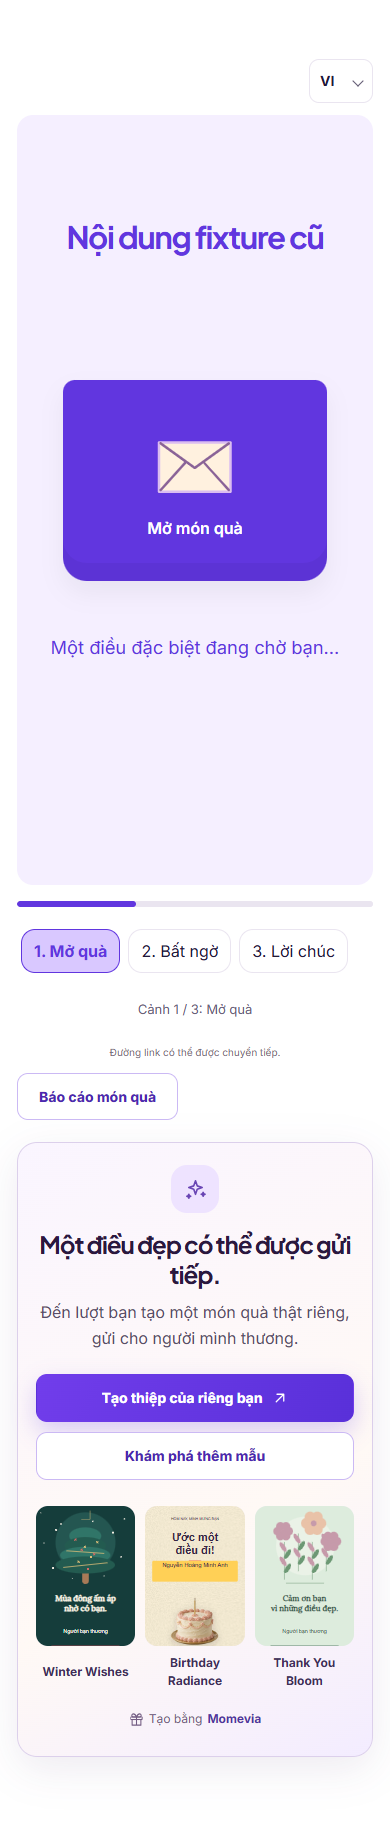 VI
Nội dung fixture cũ
Mở món quà
Một điều đặc biệt đang chờ bạn...
1. Mở quà
2. Bất ngờ
3. Lời chúc
Cảnh 1 / 3: Mở quà
Đường link có thể được chuyển tiếp.
Báo cáo món quà
Một điều đẹp có thể được gửi
tiếp.
Đến lượt bạn tạo một món quà thật riêng,
gửi cho người mình thương.
Tạo thiệp của riêng bạn
Khám phá thêm mẫu
Mùa đông ấm áp
nhờ có bạn.
Người bạn thương
Winter Wishes
Ước một
điều đi!
Nguyễn Hoàng Minh Anh
Birthday
Radiance
Cảm ơn bạn
vì những điều đẹp.
Người bạn thương
Thank You
Bloom
Tạo bằng Momevia